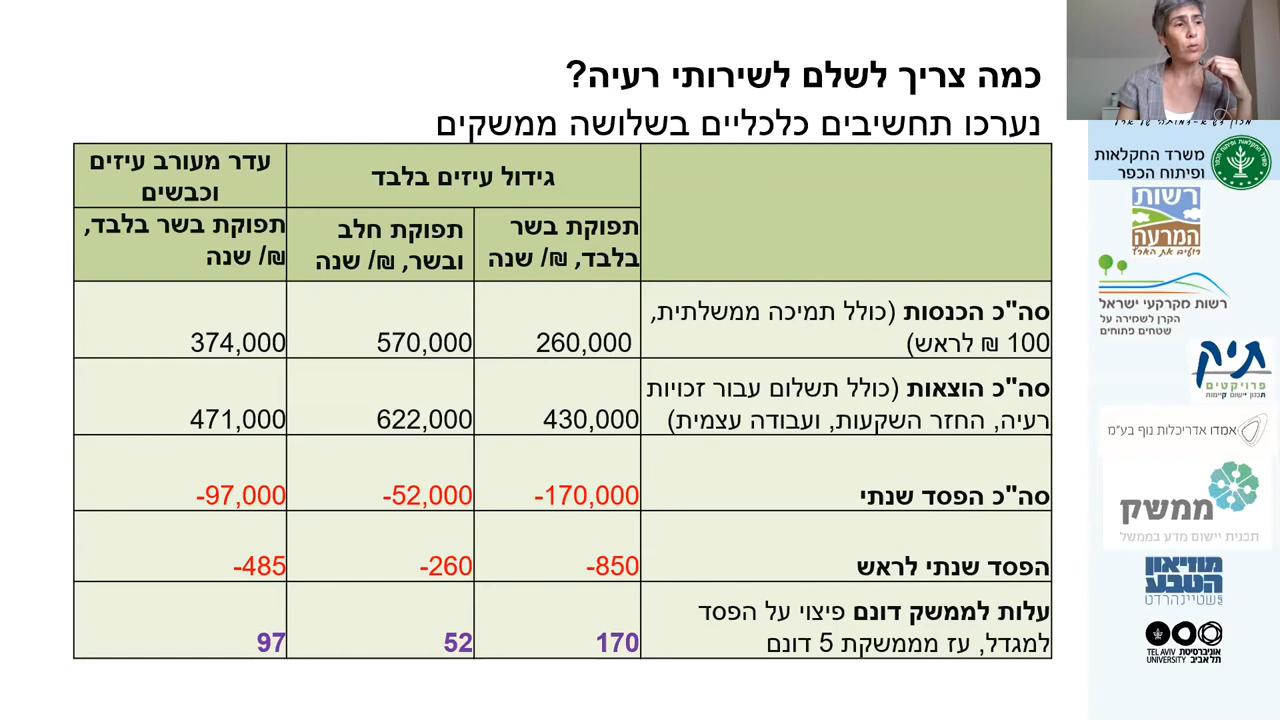 כמה צריך לשלם לשירותי רעיה?
נערכו תחשיבים כלכליים בשלושה ממשקים
גידול עיזים בלבד
עדר מעורב עיזים
וכבשים
תפוקת בשר
בלבד, ₪/ שנה
תפוקת חלב
ובשר, ₪/ שנה
תפוקת בשר בלבד,
₪/ שנה
סה"כ הכנסות (כולל תמיכה ממשלתית,
100 ₪ לראש)
260,000
570,000
374,000
סה"כ הוצאות (כולל תשלום עבור זכויות
רעיה, החזר השקעות, ועבודה עצמית)
430,000
622,000
471,000
סה"כ הפסד שנתי
-170,000
-52,000
-97,000
הפסד שנתי לראש
-850
-260
-485
עלות לממשק דונם פיצוי על הפסד
למגדל, עז מממשקת 5 דונם
170
52
97
משרד החקלאות
ופיתוח הכפר
רשות
המרעה
רועים את הארץ
רשות מקרקעי ישראל
הקרן לשמירה על
שטחים פתוחים
תיק
פרויקטים
תכנון יישום קיימות
אמדו אדריכלות נוף בע"מ
ממשק
תכנית יישום מדע בממשל
מוזיאון
הטבע
ע״ש שטיינהרדט
TEL AVIV
UNIVERSITY
אוניברסיטת
תל אביב